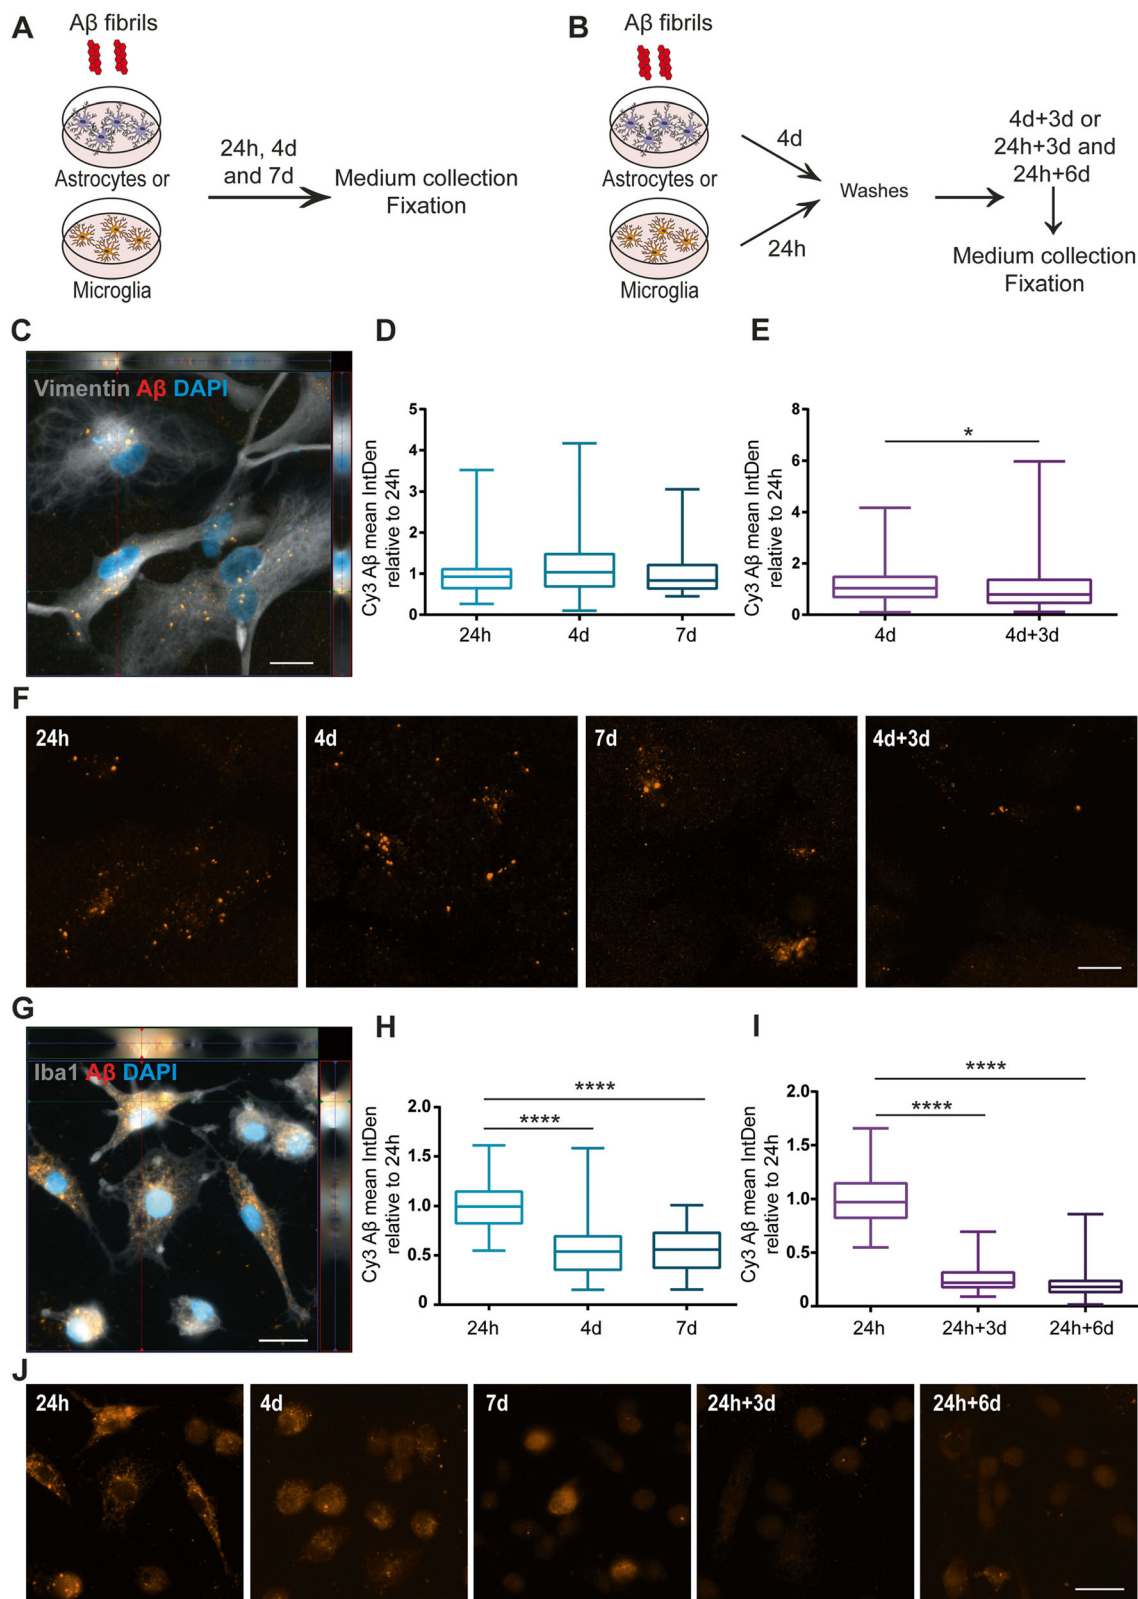 A
Aβ fibrils
Astrocytes or
Microglia
24h, 4d
and 7d
Medium collection
Fixation
B
Aβ fibrils
Astrocytes or
Microglia
4d
24h
Washes
4d+3d or
24h+3d and
24h+6d
Medium collection
Fixation
C
Vimentin Aβ DAPI
D
Cy3 Aβ mean IntDen
relative to 24h
5
4
3
2
1
0
24h
4d
7d
E
Cy3 Aβ mean IntDen
relative to 24h
8
6
4
2
0
*
4d
4d+3d
F
24h
4d
7d
4d+3d
G
Iba1 Aβ DAPI
H
Cy3 Aβ mean IntDen
relative to 24h
2.0
1.5
1.0
0.5
0
****
****
24h
4d
7d
I
Cy3 Aβ mean IntDen
relative to 24h
2.0
1.5
1.0
0.5
0
****
****
24h
24h+3d
24h+6d
J
24h
4d
7d
24h+3d
24h+6d